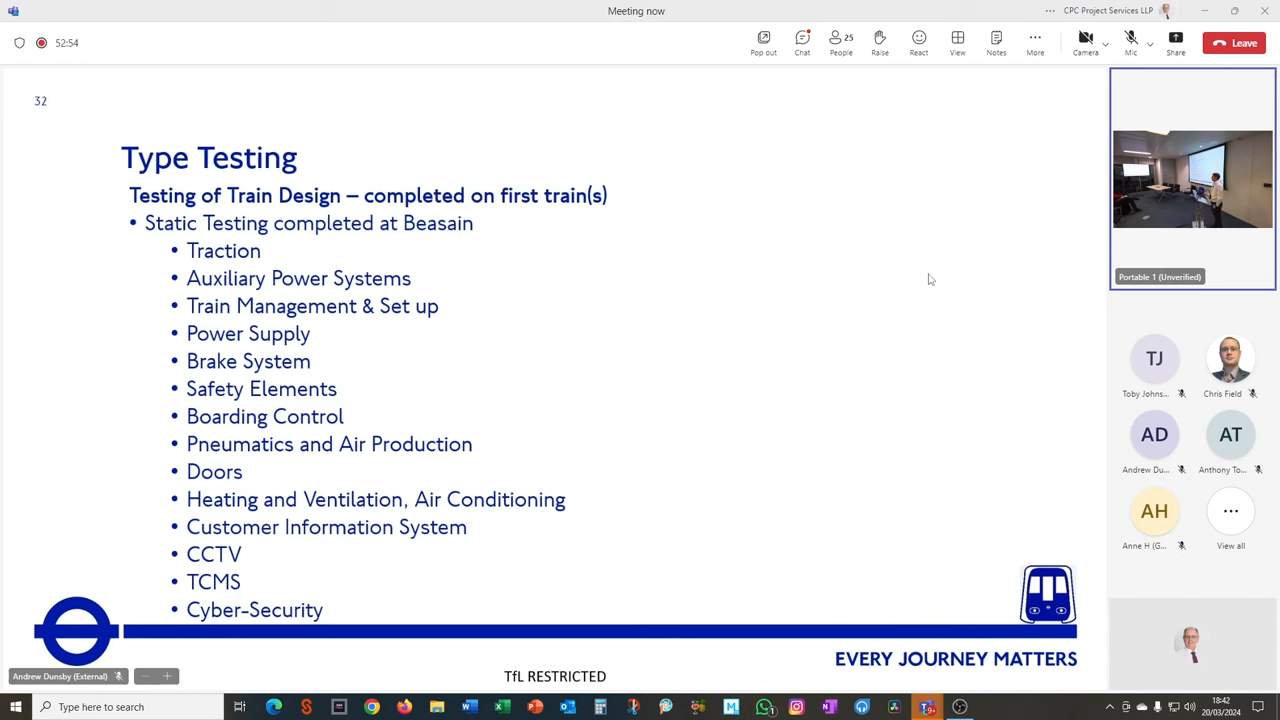 Meeting now
CPC Project Services LLP
52:54
Pop out
Chat
25
People
Raise
React
View
Notes
More
Camera
Mic
Share
Leave
32
Type Testing
Testing of Train Design – completed on first train(s)
• Static Testing completed at Beasain
• Traction
• Auxiliary Power Systems
• Train Management & Set up
• Power Supply
• Brake System
• Safety Elements
• Boarding Control
• Pneumatics and Air Production
• Doors
• Heating and Ventilation, Air Conditioning
• Customer Information System
• CCTV
• TCMS
• Cyber-Security
EVERY JOURNEY MATTERS
TfL RESTRICTED
Andrew Dunsby (External)
Portable 1 (Unverified)
TJ
Toby Johns...
Chris Field
AD
Andrew Du...
AT
Anthony To...
AH
Anne H (G...
View all
Type here to search
18:42
20/03/2024